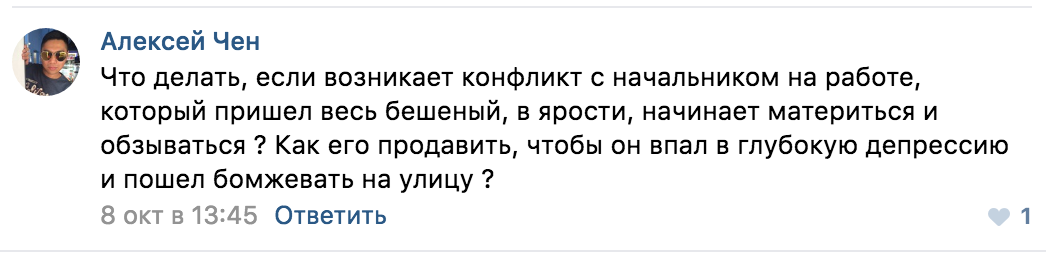 Алексей Чен
Что делать, если возникает конфликт с начальником на работе,
который пришел весь бешеный, в ярости, начинает материться и
обзываться ? Как его продавить, чтобы он впал в глубокую депрессию
и пошел бомжевать на улицу ?
8 окт в 13:45 Ответить 1